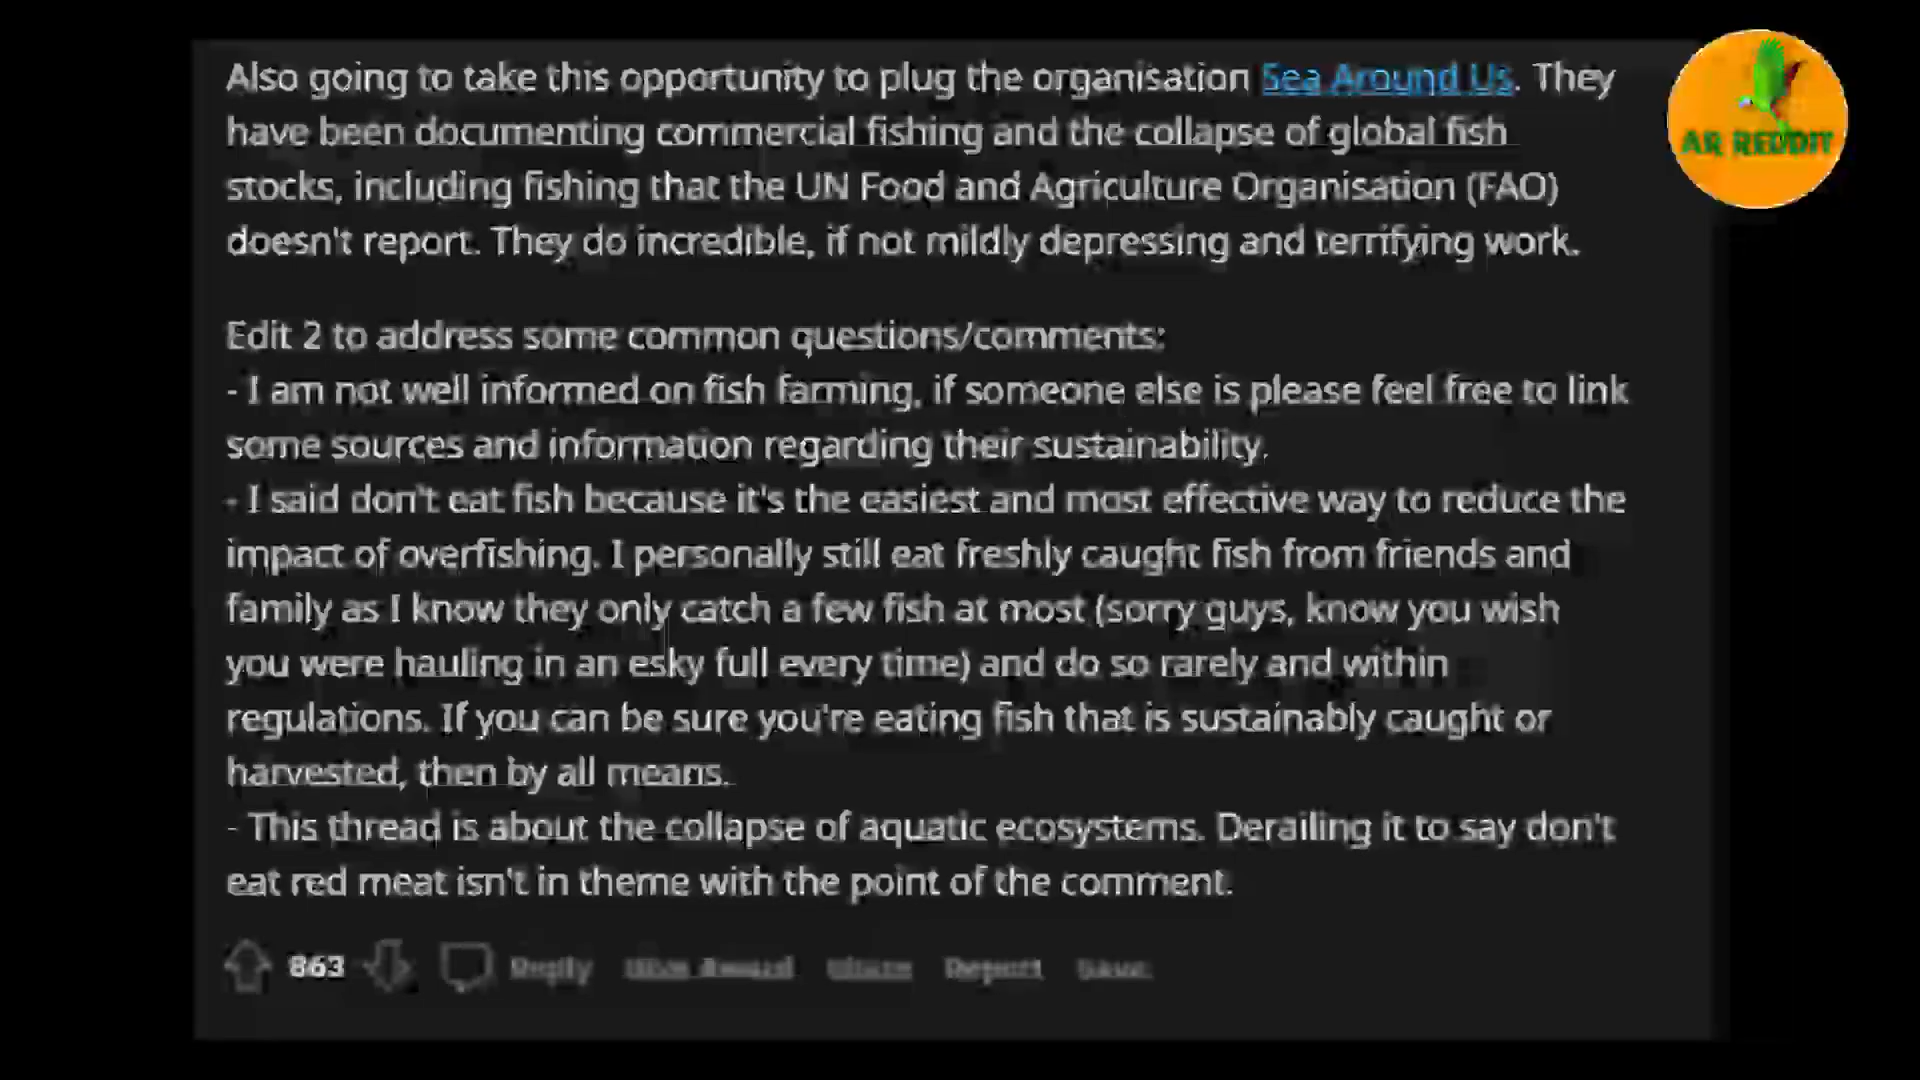 Also going to take this opportunity to plug the organisation Sea Around Us. They
have been documenting commercial fishing and the collapse of global fish
stocks, including fishing that the UN Food and Agriculture Organisation (FAO)
doesn't report. They do incredible, if not mildly depressing and terrifying work.
AR REDDIT
Edit 2 to address some common questions/comments:
- I am not well informed on fish farming, if someone else is please feel free to link
some sources and information regarding their sustainability.
- I said don't eat fish because it's the easiest and most effective way to reduce the
impact of overfishing. I personally still eat freshly caught fish from friends and
family as I know they only catch a few fish at most (sorry guys, know you wish
you were hauling in an esky full every time) and do so rarely and within
regulations. If you can be sure you're eating fish that is sustainably caught or
harvested, then by all means.
- This thread is about the collapse of aquatic ecosystems. Derailing it to say don't
eat red meat isn't in theme with the point of the comment.
863 Reply Give Award Share Report Save